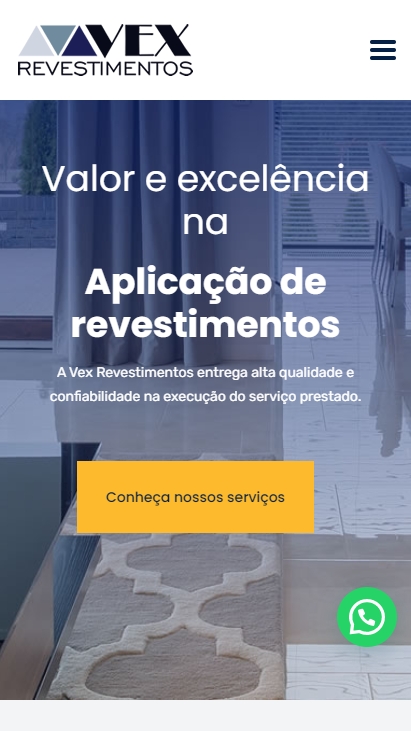 VEX
REVESTIMENTOS
Valor e excelência
na
Aplicação de
revestimentos
A Vex Revestimentos entrega alta qualidade e
confiabilidade na execução do serviço prestado.
Conheça nossos serviços